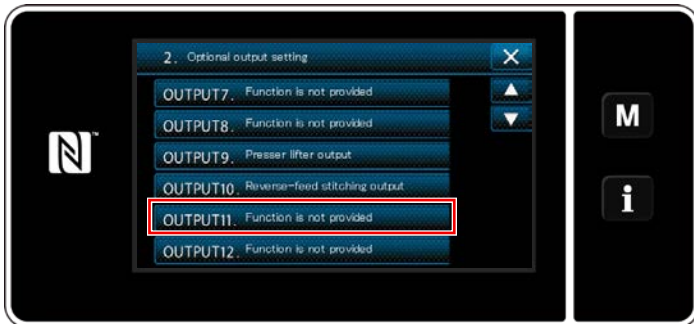 2. Optional output setting
OUTPUT7. Function is not provided
OUTPUT8. Function is not provided
OUTPUT9. Presser lifter output
OUTPUT10. Reverse-feed stitching output
OUTPUT11. Function is not provided
OUTPUT12. Function is not provided
M
i